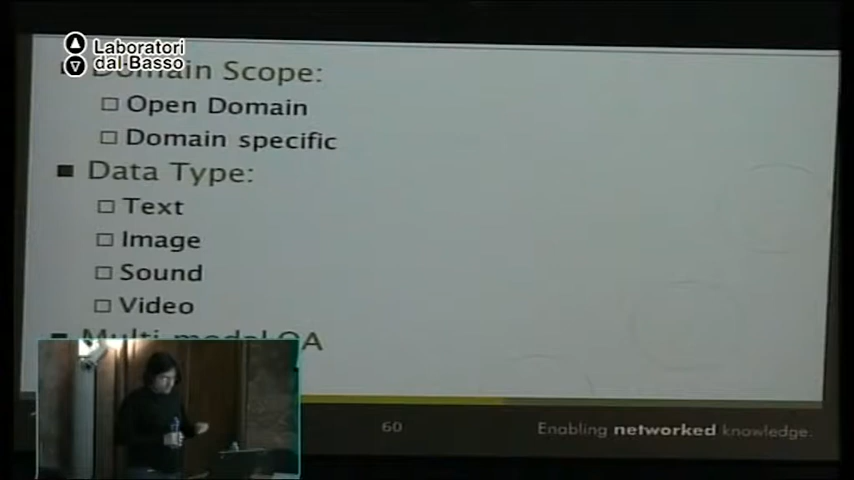 Laboratori
dal Basso
Domain Scope:
Open Domain
Domain specific
Data Type:
Text
Image
Sound
Video
Multi-modal QA
60
Enabling networked knowledge.